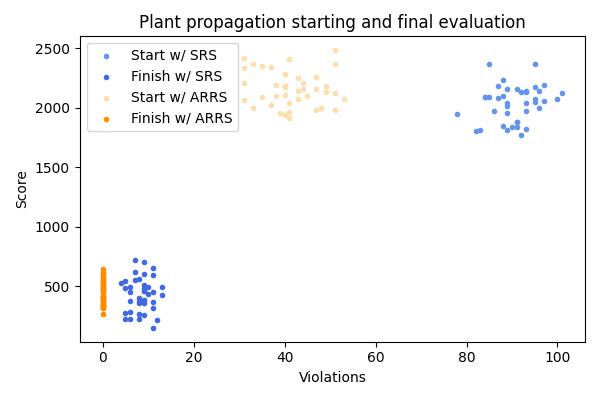 Plant propagation starting and final evaluation
Start w/ SRS
Finish w/ SRS
Start w/ ARRS
Finish w/ ARRS
Score
2500
2000
1500
1000
500
0 20 40 60 80 100
Violations